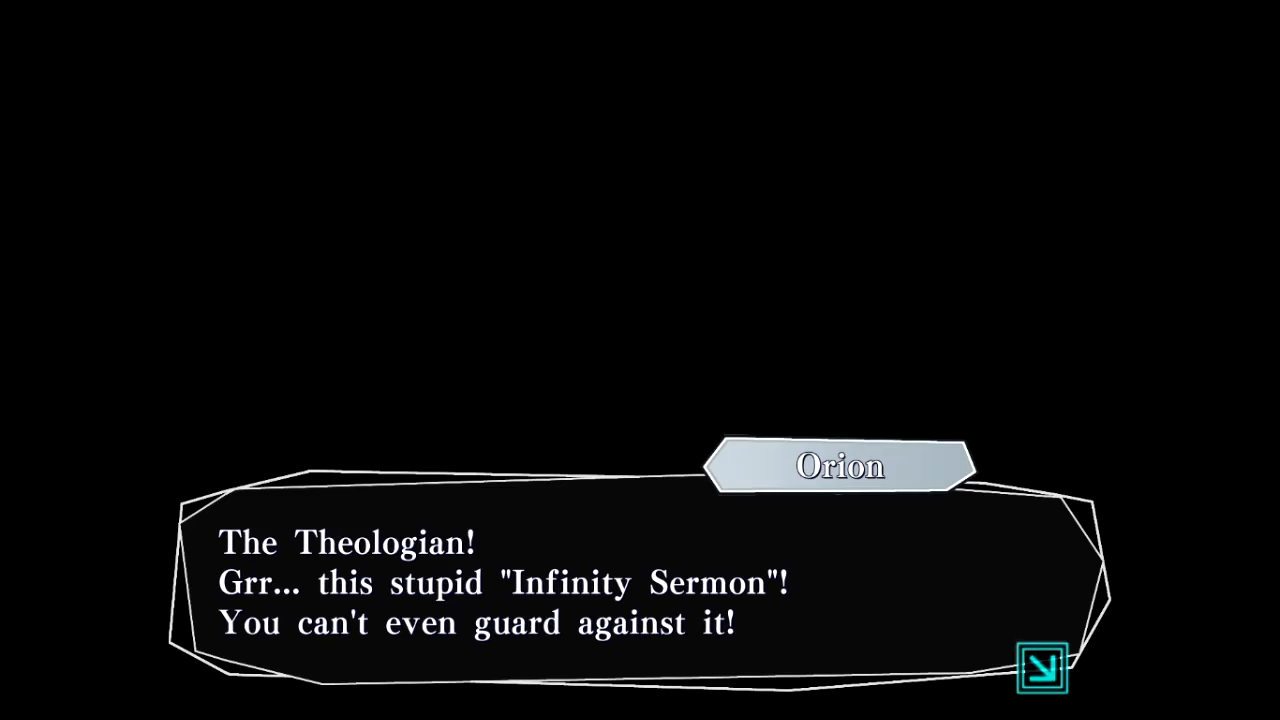 Orion
The Theologian!
Grr... this stupid "Infinity Sermon"!
You can't even guard against it!